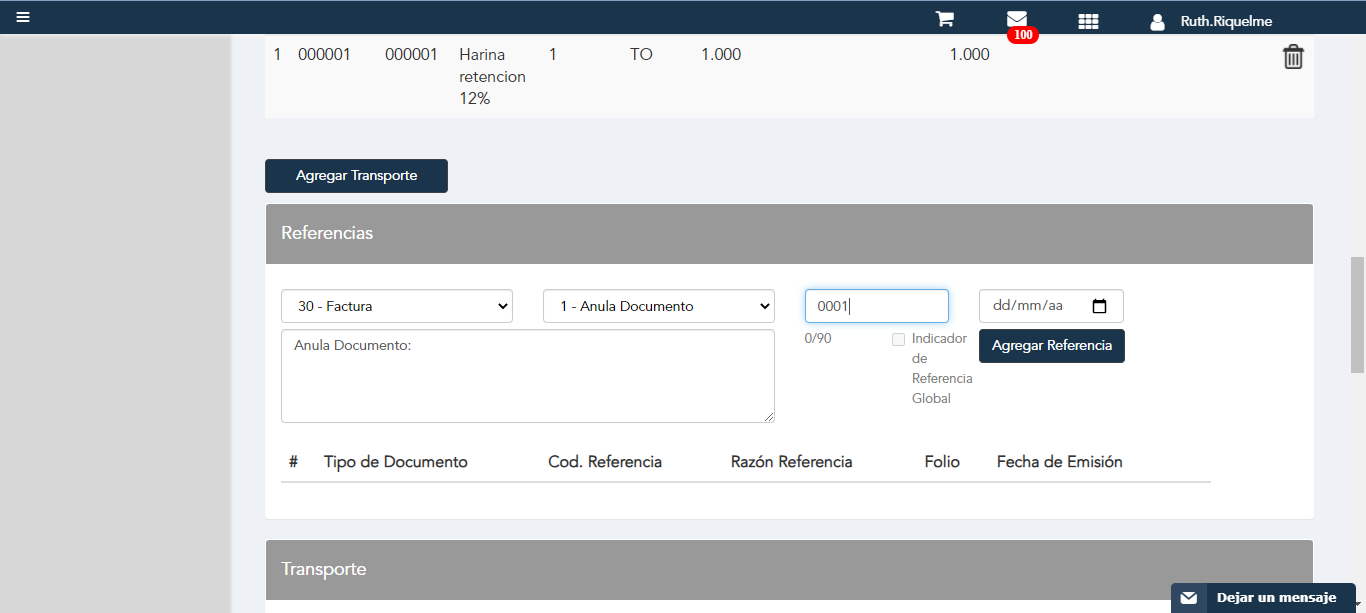 100
Ruth.Riquelme
1 000001 000001 Harina 1 TO 1.000 1.000
retencion
12%
Agregar Transporte
Referencias
30 - Factura 1 - Anula Documento 0001 dd/mm/aa
Anula Documento: 0/90 Indicador Agregar Referencia
de
Referencia
Global
# Tipo de Documento Cod. Referencia Razón Referencia Folio Fecha de Emisión
Transporte
Dejar un mensaje